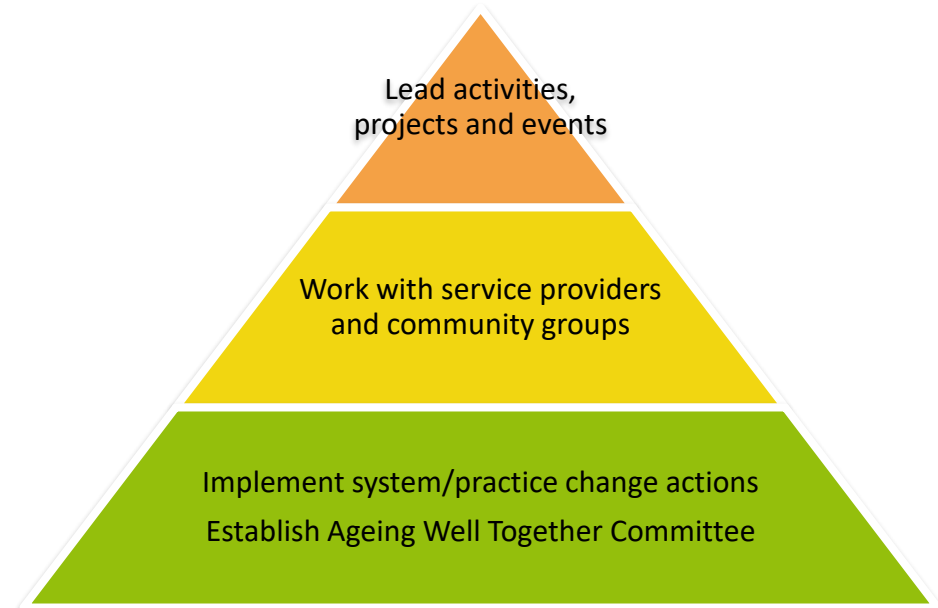 Lead activities,
projects and events
Work with service providers
and community groups
Implement system/practice change actions
Establish Ageing Well Together Committee